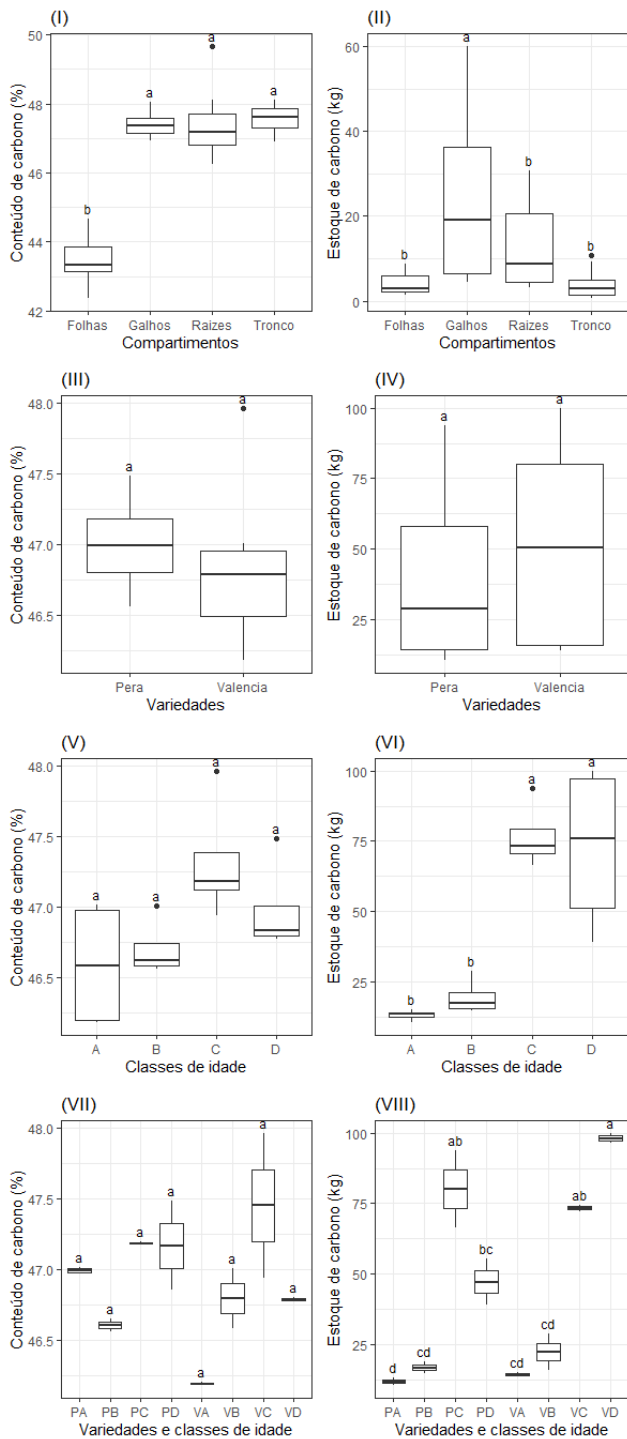 (I)
Conteúdo de carbono (%)
50
48
46
44
42
b
a
a
a
Folhas Galhos Raizes Tronco
Compartimentos
(II)
Estoque de carbono (kg)
60
40
20
0
b
a
b
b
Folhas Galhos Raizes Tronco
Compartimentos
(III)
Conteúdo de carbono (%)
48.0
47.5
47.0
46.5
a
a
Pera Valencia
Variedades
(IV)
Estoque de carbono (kg)
100
75
50
25
a
a
Pera Valencia
Variedades
(V)
Conteúdo de carbono (%)
48.0
47.5
47.0
46.5
a
a
a
a
A B C D
Classes de idade
(VI)
Estoque de carbono (kg)
100
75
50
25
b
b
a
a
A B C D
Classes de idade
(VII)
Conteúdo de carbono (%)
48.0
47.5
47.0
46.5
a
a
a
a
a
a
a
a
PA PB PC PD VA VB VC VD
Variedades e classes de idade
(VIII)
Estoque de carbono (kg)
100
75
50
25
d
cd
ab
bc
cd
cd
ab
a
PA PB PC PD VA VB VC VD
Variedades e classes de idade